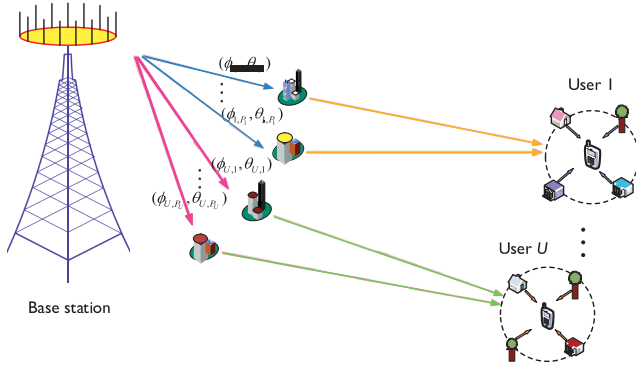 (ϕ θ )
User 1
(ϕ1,P1, θ1,P1)
(ϕU,1, θU,1)
(ϕU,PU, θU,PU)
User U
Base station